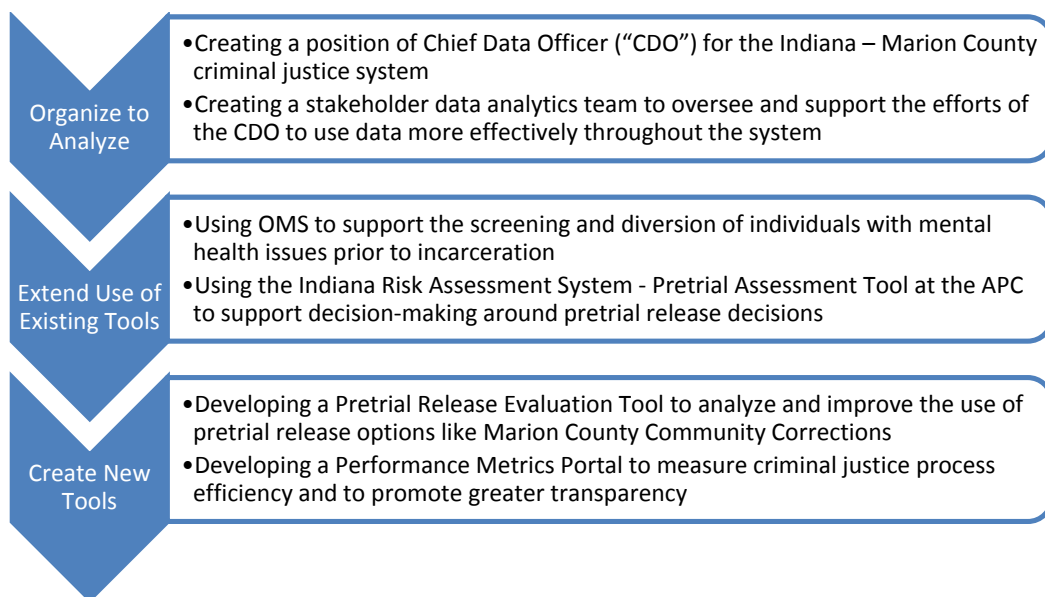 Organize to
Analyze
•Creating a position of Chief Data Officer (“CDO”) for the Indiana – Marion County
criminal justice system
•Creating a stakeholder data analytics team to oversee and support the efforts of
the CDO to use data more effectively throughout the system
Extend Use of
Existing Tools
•Using OMS to support the screening and diversion of individuals with mental
health issues prior to incarceration
•Using the Indiana Risk Assessment System - Pretrial Assessment Tool at the APC
to support decision-making around pretrial release decisions
Create New
Tools
•Developing a Pretrial Release Evaluation Tool to analyze and improve the use of
pretrial release options like Marion County Community Corrections
•Developing a Performance Metrics Portal to measure criminal justice process
efficiency and to promote greater transparency